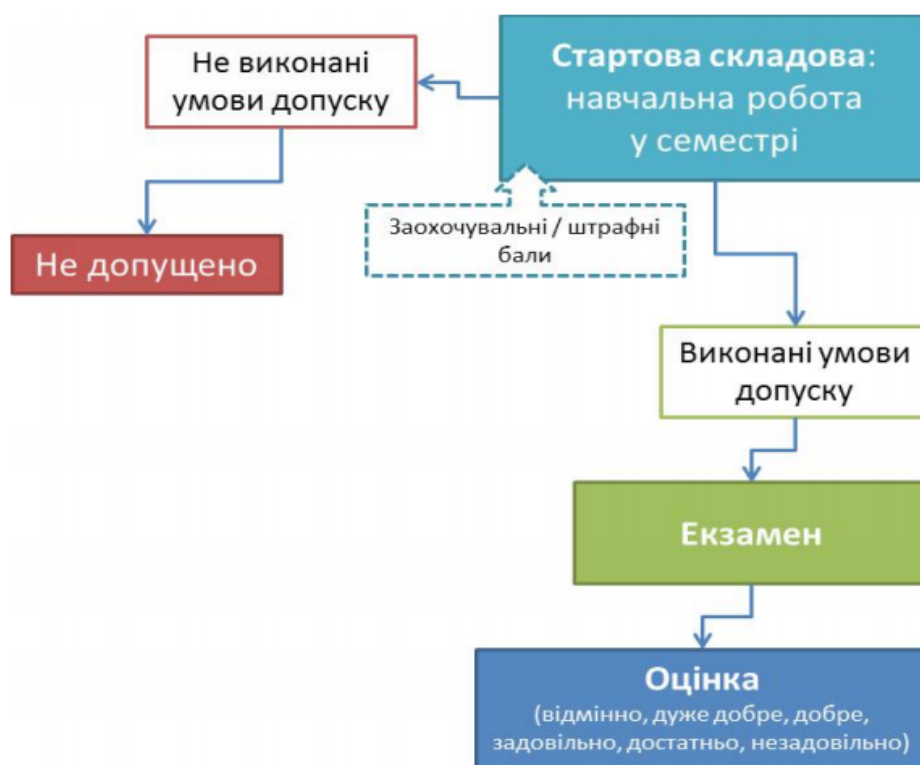 Не виконані
умови допуску
Стартова складова:
навчальна робота
у семестрі
Заохочувальні / штрафні
бали
Не допущено
Виконані умови
допуску
Екзамен
Оцінка
(відмінно, дуже добре, добре,
задовільно, достатньо, незадовільно)